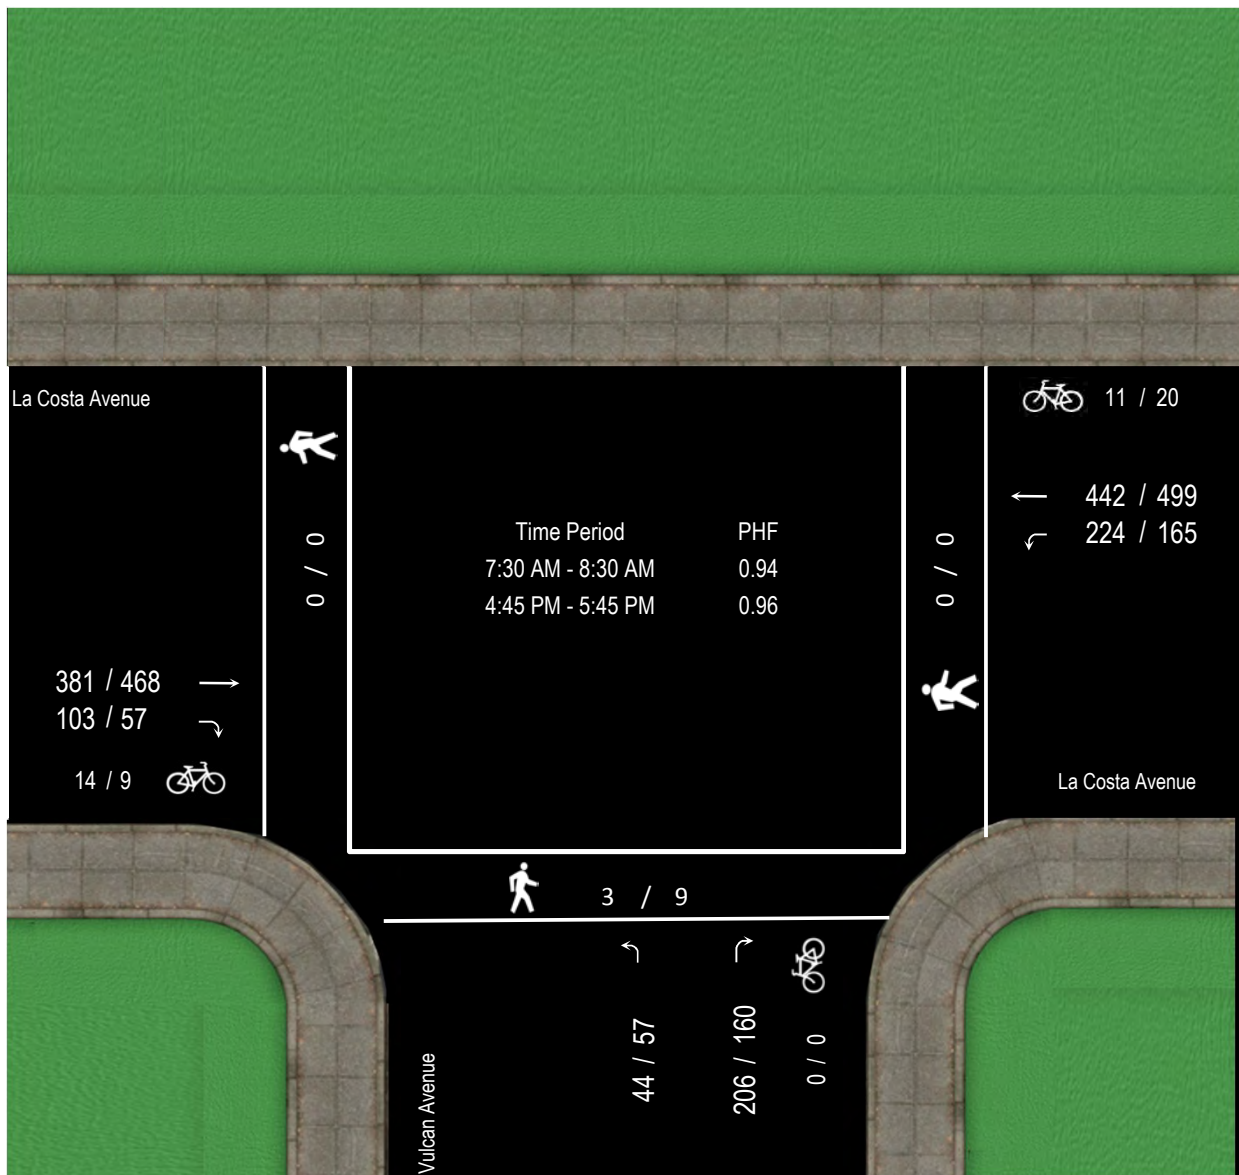 La Costa Avenue
11 / 20
442 / 499
224 / 165
0 / 0
Time Period PHF
7:30 AM - 8:30 AM 0.94
4:45 PM - 5:45 PM 0.96
0 / 0
381 / 468
103 / 57
14 / 9
La Costa Avenue
3 / 9
44 / 57
206 / 160
0 / 0
Vulcan Avenue